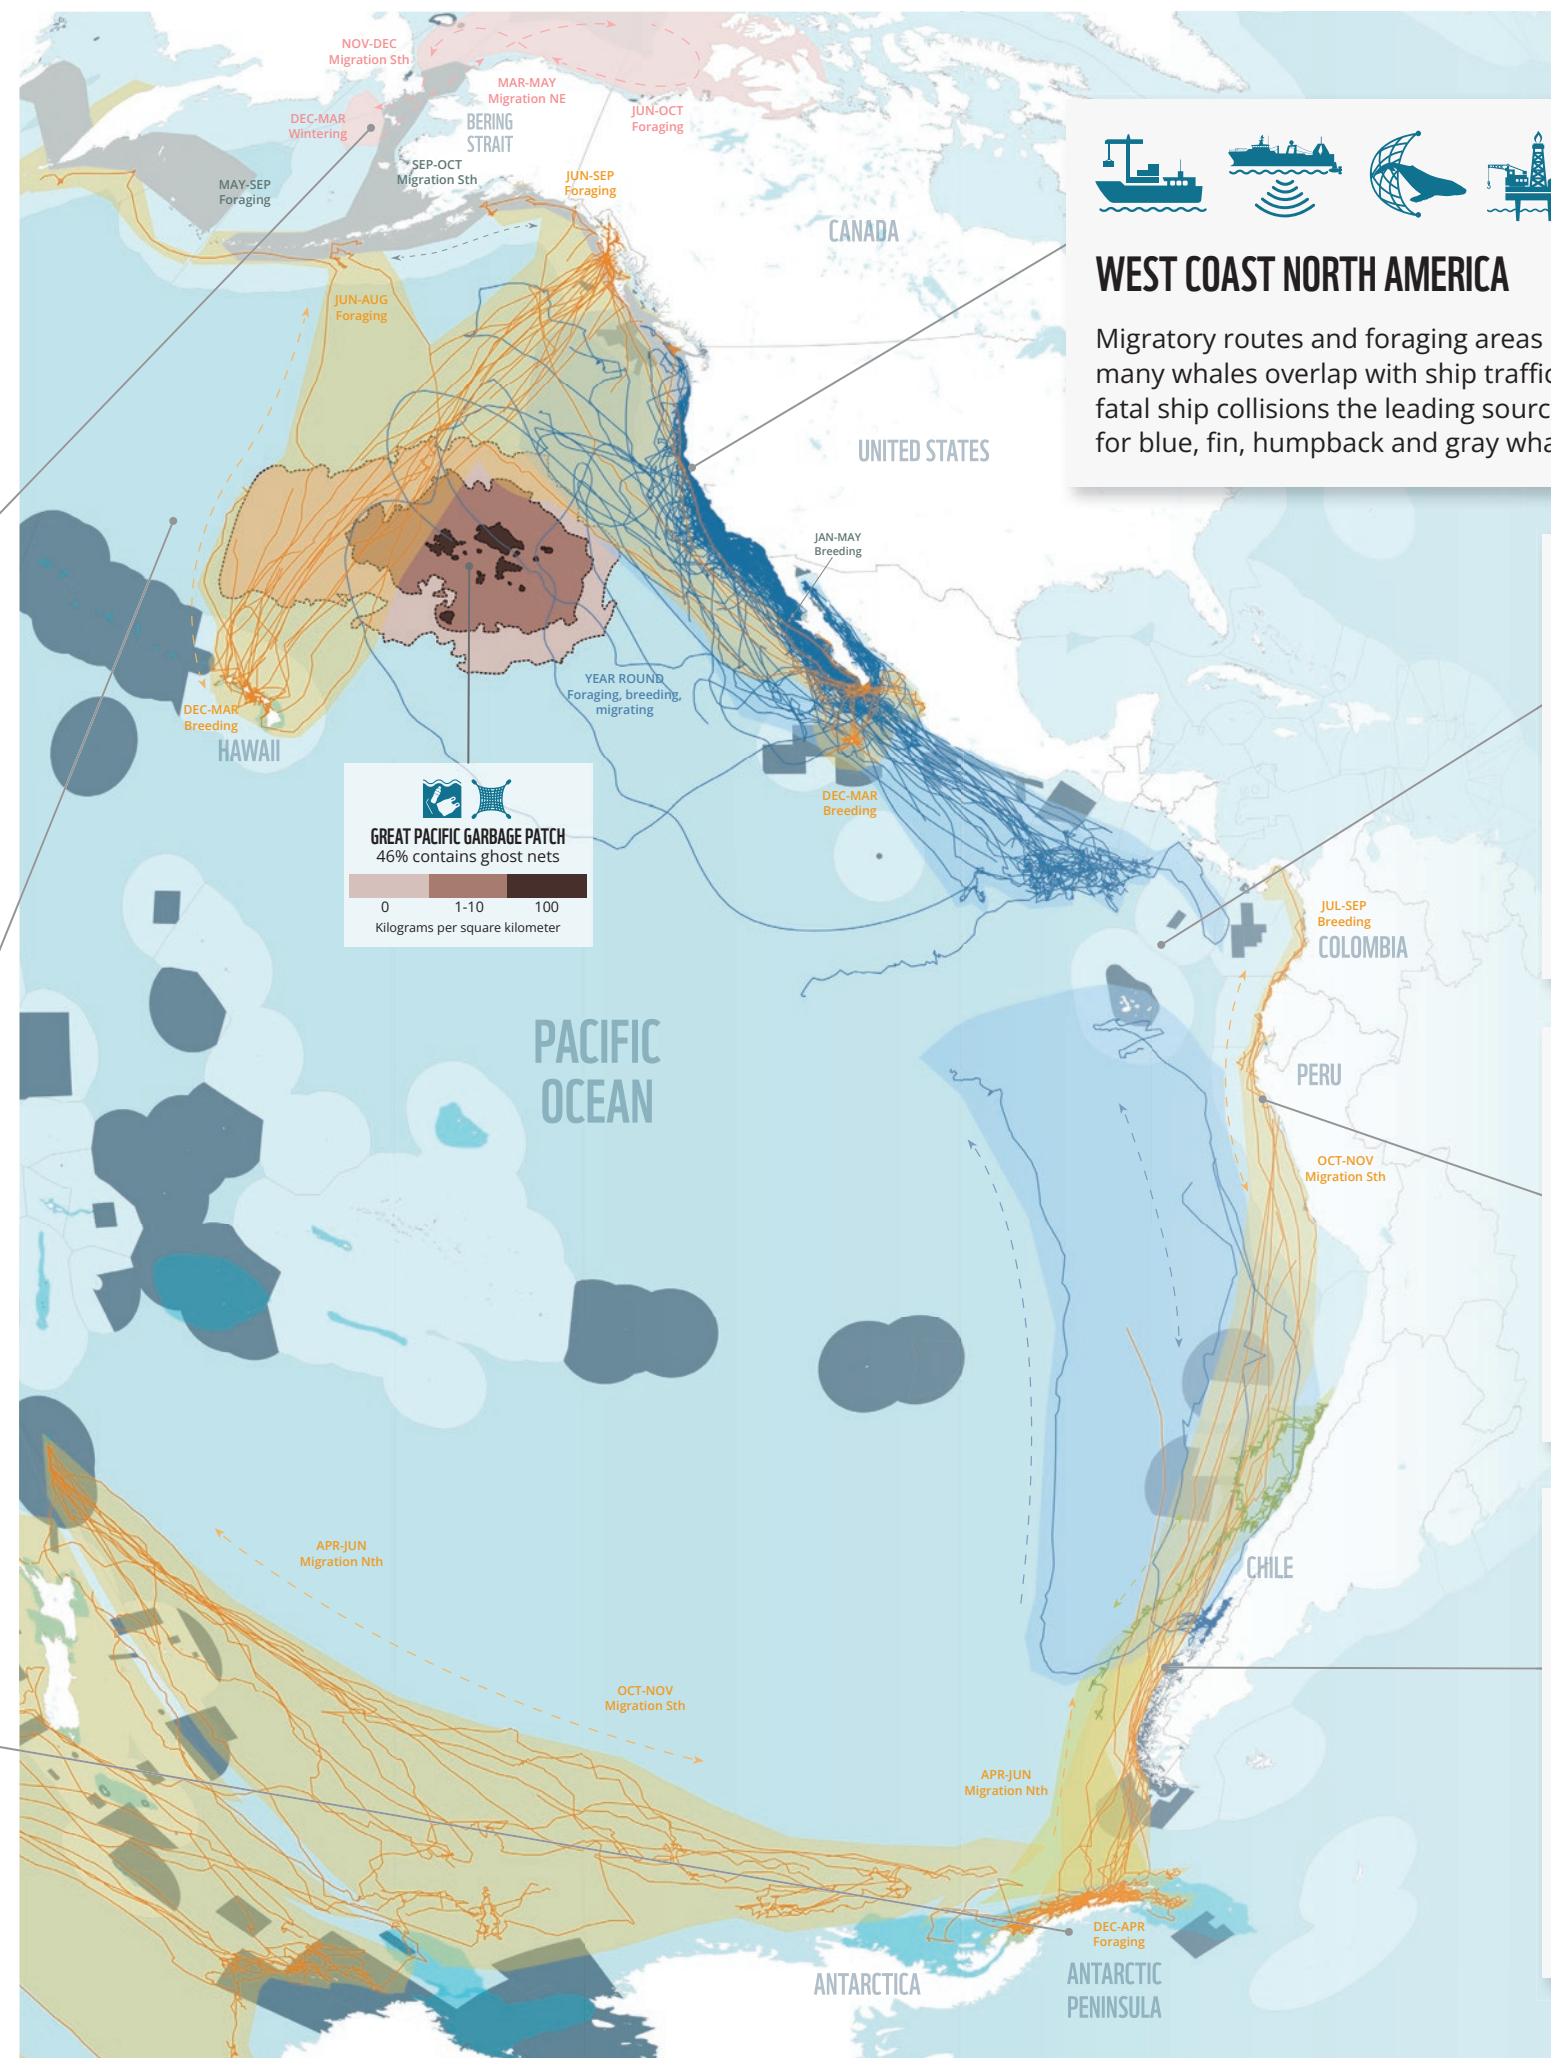 NOV-DEC
Migration Sth
MAR-MAY
Migration NE
DEC-MAR
Wintering
BERING
STRAIT
JUN-OCT
Foraging
SEP-OCT
Migration Sth
MAY-SEP
Foraging
JUN-SEP
Foraging
CANADA
JUN-AUG
Foraging
WEST COAST NORTH AMERICA
Migratory routes and foraging areas
many whales overlap with ship traffic
fatal ship collisions the leading sourc
for blue, fin, humpback and gray wha
UNITED STATES
JAN-MAY
Breeding
YEAR ROUND
Foraging, breeding,
migrating
DEC-MAR
Breeding
HAWAII
DEC-MAR
Breeding
GREAT PACIFIC GARBAGE PATCH
46% contains ghost nets
0 1-10 100
Kilograms per square kilometer
JUL-SEP
Breeding
COLOMBIA
PACIFIC
OCEAN
PERU
OCT-NOV
Migration Sth
APR-JUN
Migration Nth
CHILE
OCT-NOV
Migration Sth
APR-JUN
Migration Nth
DEC-APR
Foraging
ANTARCTICA
ANTARCTIC
PENINSULA